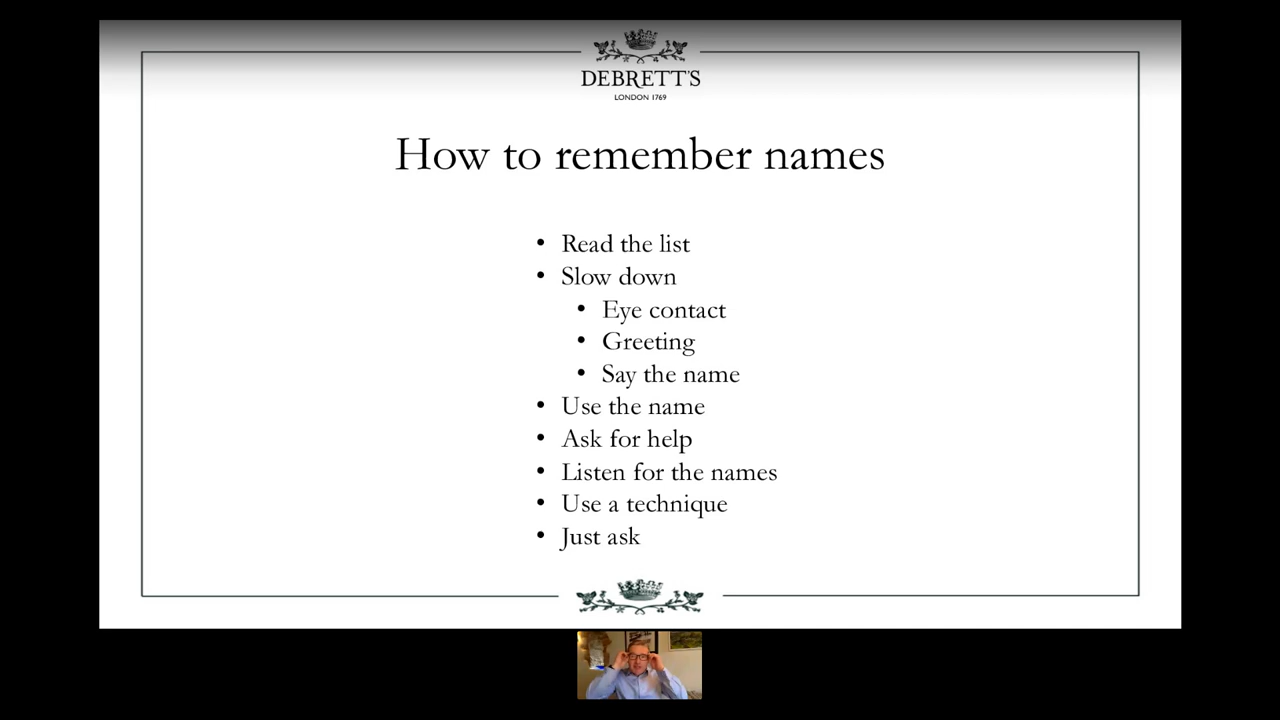 DEBRETT'S
LONDON 1769
How to remember names
• Read the list
• Slow down
• Eye contact
• Greeting
• Say the name
• Use the name
• Ask for help
• Listen for the names
• Use a technique
• Just ask